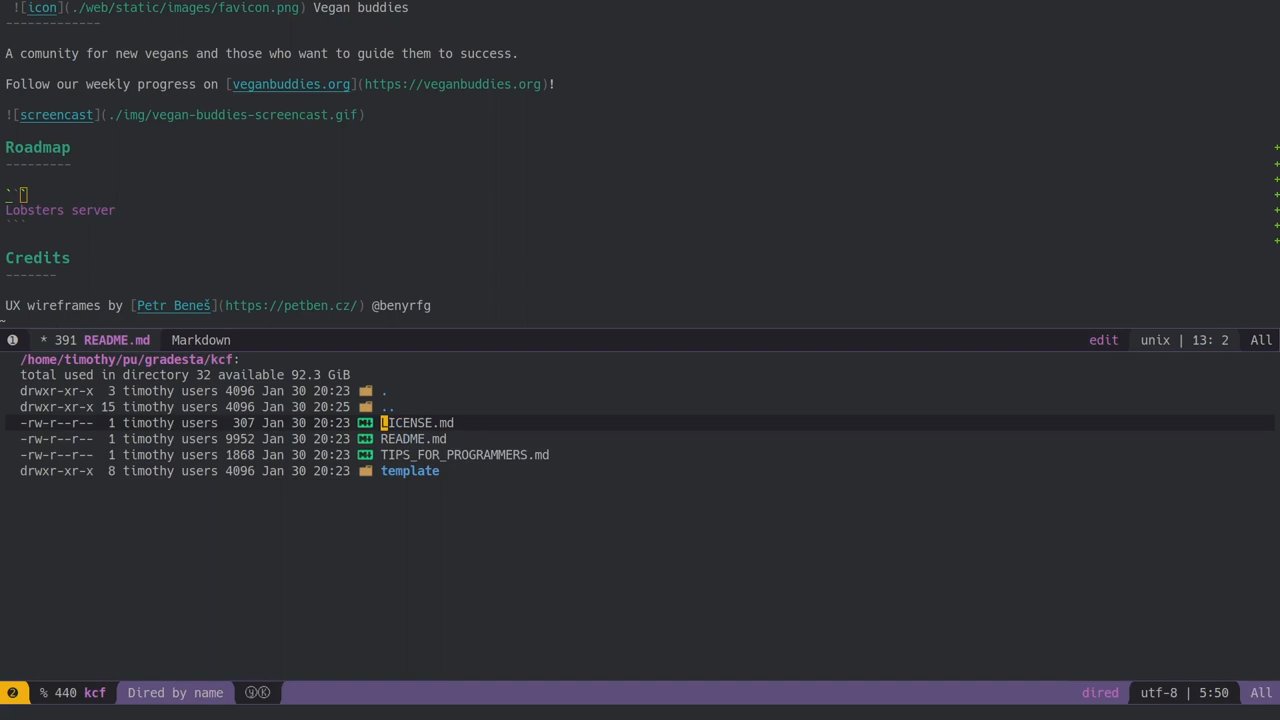 ![icon](./web/static/images/favicon.png) Vegan buddies
-------------
A comunity for new vegans and those who want to guide them to success.
Follow our weekly progress on [veganbuddies.org](https://veganbuddies.org)!
![screencast](./img/vegan-buddies-screencast.gif)
Roadmap
---------
```
Lobsters server
```
Credits
-------
UX wireframes by [Petr Beneš](https://petben.cz/) @benyrfg
~
❶ * 391 README.md Markdown edit unix | 13: 2 All
/home/timothy/pu/gradesta/kcf:
total used in directory 32 available 92.3 GiB
drwxr-xr-x 3 timothy users 4096 Jan 30 20:23 .
drwxr-xr-x 15 timothy users 4096 Jan 30 20:25 ..
-rw-r--r-- 1 timothy users 307 Jan 30 20:23 LICENSE.md
-rw-r--r-- 1 timothy users 9952 Jan 30 20:23 README.md
-rw-r--r-- 1 timothy users 1868 Jan 30 20:23 TIPS_FOR_PROGRAMMERS.md
drwxr-xr-x 8 timothy users 4096 Jan 30 20:23 template
❷ % 440 kcf Dired by name ⓨⓀ dired utf-8 | 5:50 All